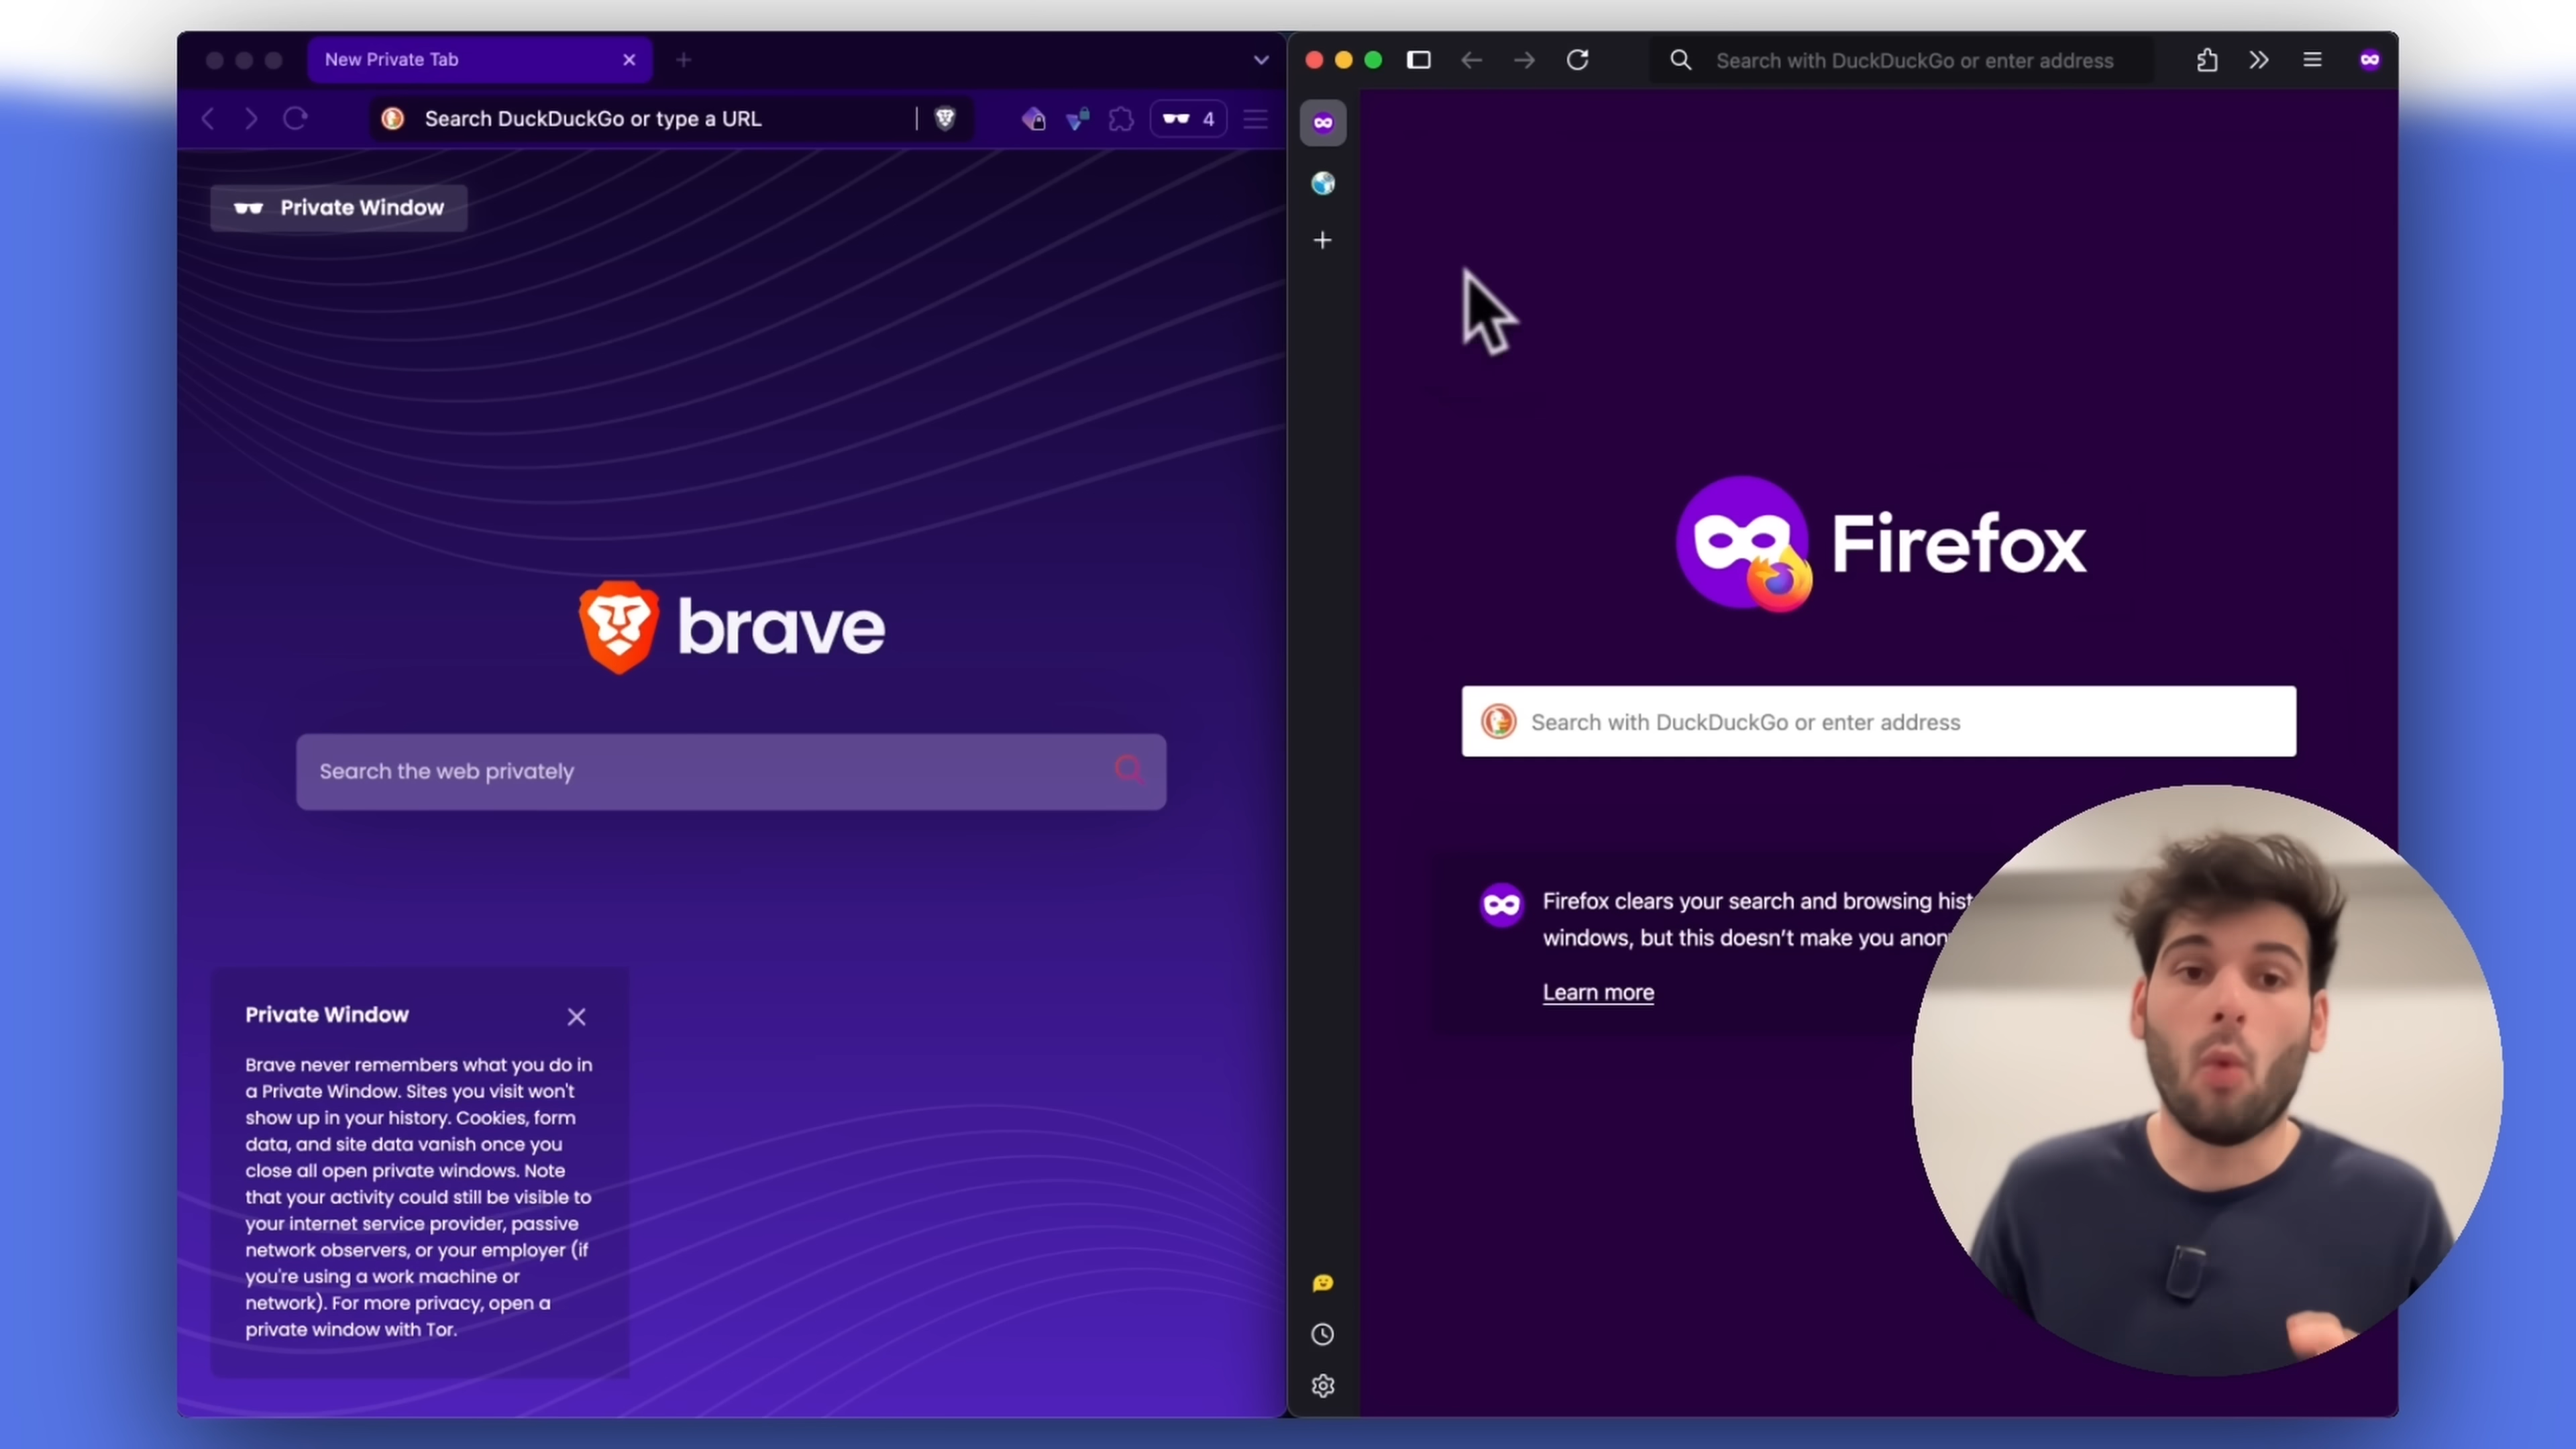 New Private Tab
Search DuckDuckGo or type a URL
4
Private Window
brave
Search the web privately
Private Window
Brave never remembers what you do in
a Private Window. Sites you visit won't
show up in your history. Cookies, form
data, and site data vanish once you
close all open private windows. Note
that your activity could still be visible to
your internet service provider, passive
network observers, or your employer (if
you're using a work machine or
network). For more privacy, open a
private window with Tor.
Search with DuckDuckGo or enter address
Firefox
Search with DuckDuckGo or enter address
Firefox clears your search and browsing hist
windows, but this doesn't make you anon
Learn more